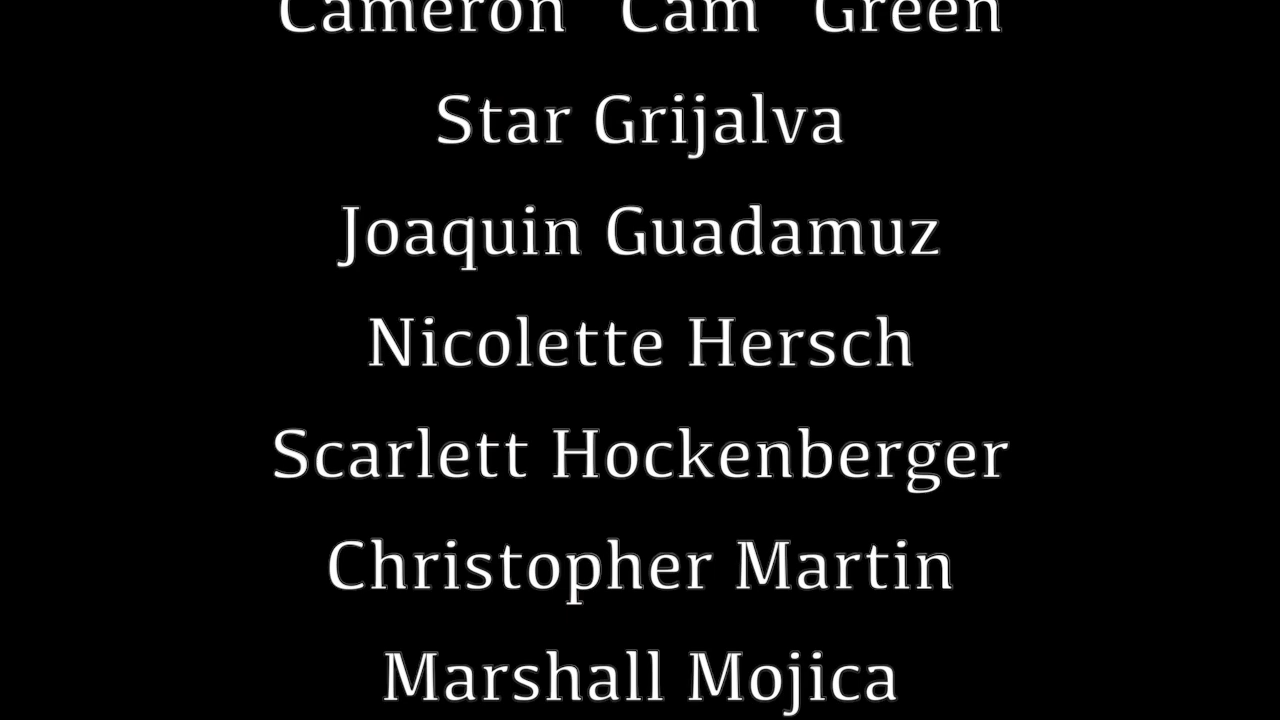 Cameron "Cam" Green
Star Grijalva
Joaquin Guadamuz
Nicolette Hersch
Scarlett Hockenberger
Christopher Martin
Marshall Mojica